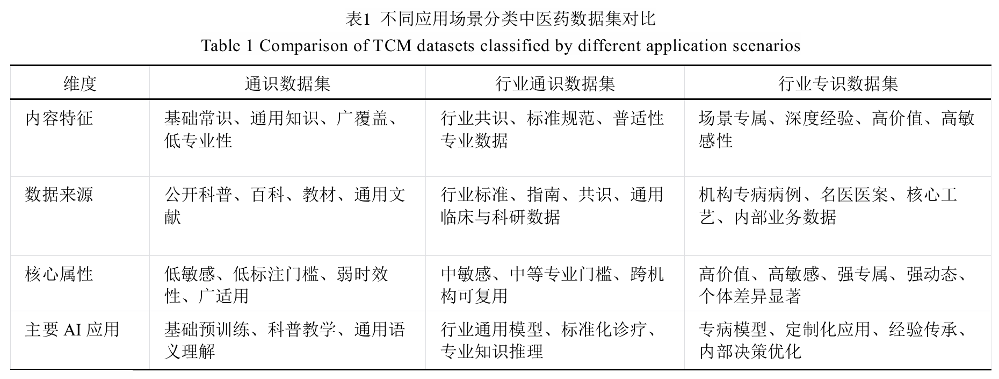 表1 不同应用场景分类中医药数据集对比
Table 1 Comparison of TCM datasets classified by different application scenarios
维度 通识数据集 行业通识数据集 行业专识数据集
内容特征 基础常识、通用知识、广覆盖、 行业共识、标准规范、普适性 场景专属、深度经验、高价值、高敏
低专业性 专业数据 感性
数据来源 公开科普、百科、教材、通用文 行业标准、指南、共识、通用 机构专病病例、名医医案、核心工
献 临床与科研数据 艺、内部业务数据
核心属性 低敏感、低标注门槛、弱时效 中敏感、中等专业门槛、跨机 高价值、高敏感、强专属、强动态、
性、广适用 构可复用 个体差异显著
主要 AI 应用 基础预训练、科普教学、通用语 行业通用模型、标准化诊疗、 专病模型、定制化应用、经验传承、
义理解 专业知识推理 内部决策优化